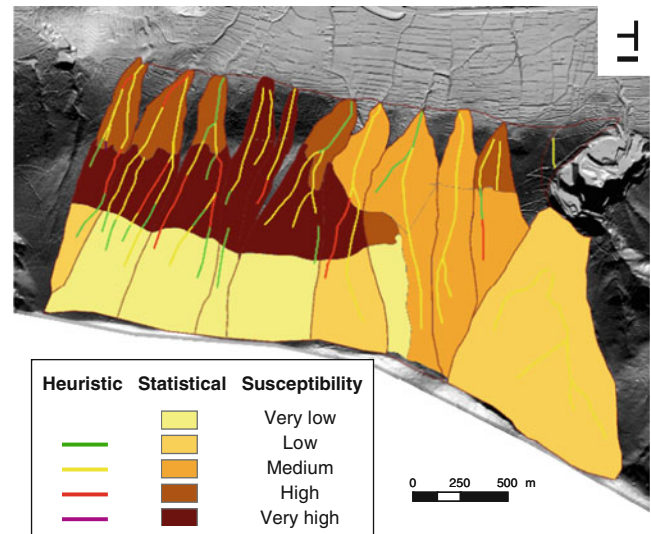 Heuristic Statistical Susceptibility
Very low
Low
Medium
High
Very high
0 250 500 m